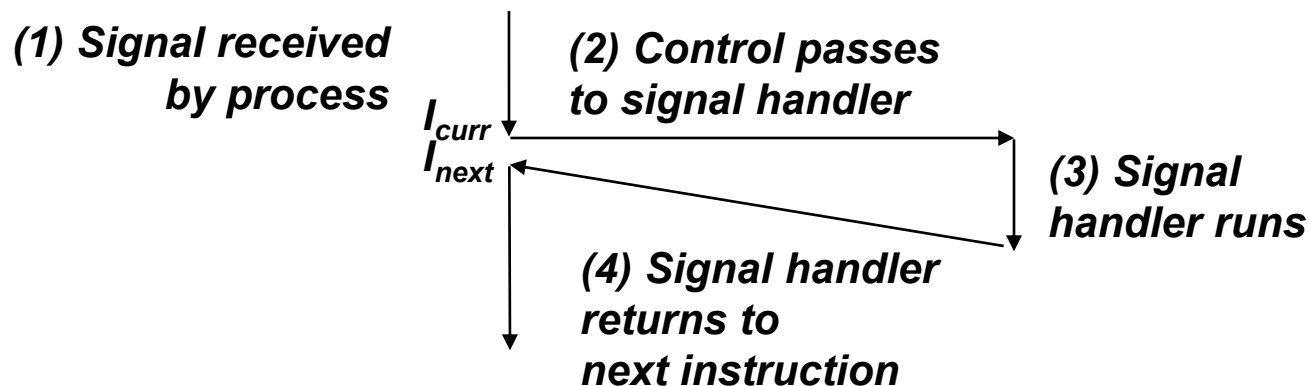 (1) Signal received
by process
(2) Control passes
to signal handler
I_curr
I_next
(3) Signal
handler runs
(4) Signal handler
returns to
next instruction